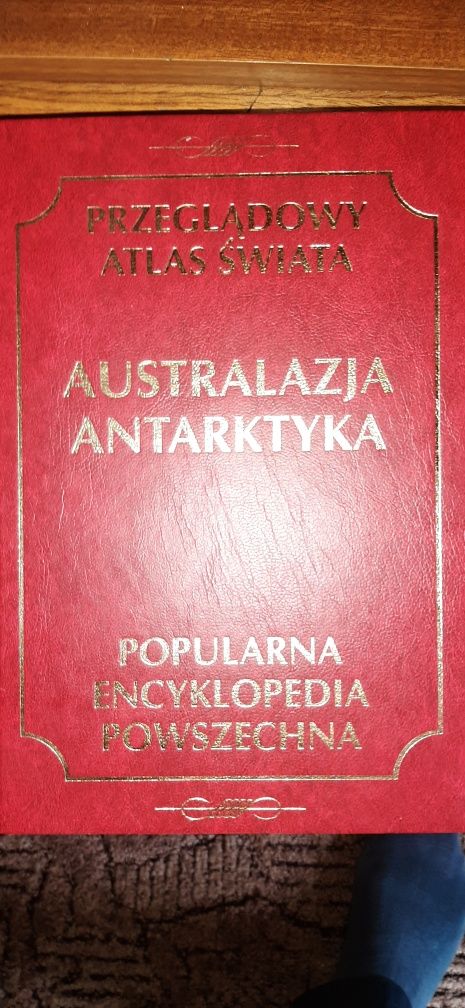 PRZEGLĄDOWY
ATLAS ŚWIATA
AUSTRALAZJA
ANTARKTYKA
POPULARNA
ENCYKLOPEDIA
POWSZECHNA